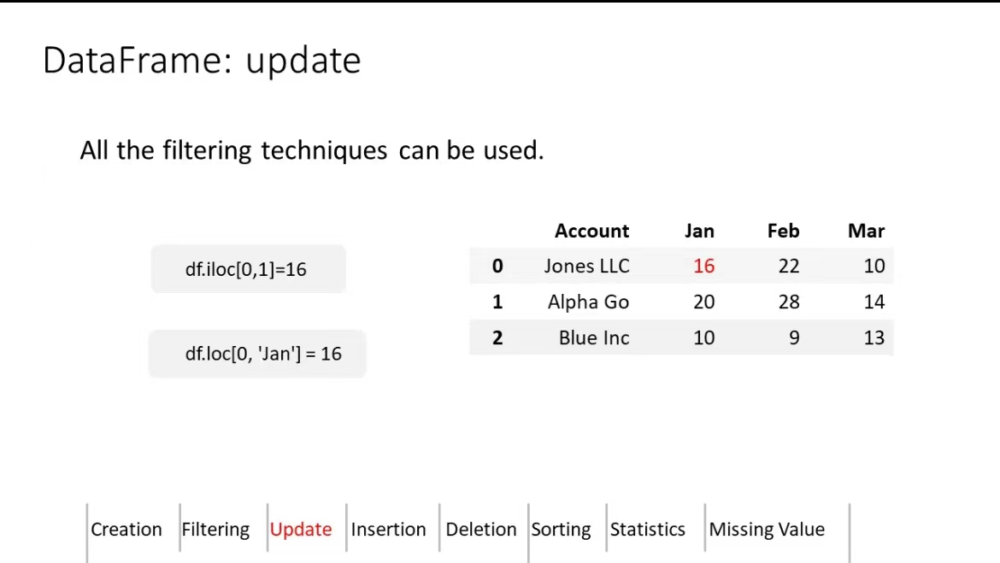 DataFrame: update
All the filtering techniques can be used.
df.iloc[0,1]=16
df.loc[0, 'Jan'] = 16
Account Jan Feb Mar
0 Jones LLC 16 22 10
1 Alpha Go 20 28 14
2 Blue Inc 10 9 13
Creation Filtering Update Insertion Deletion Sorting Statistics Missing Value